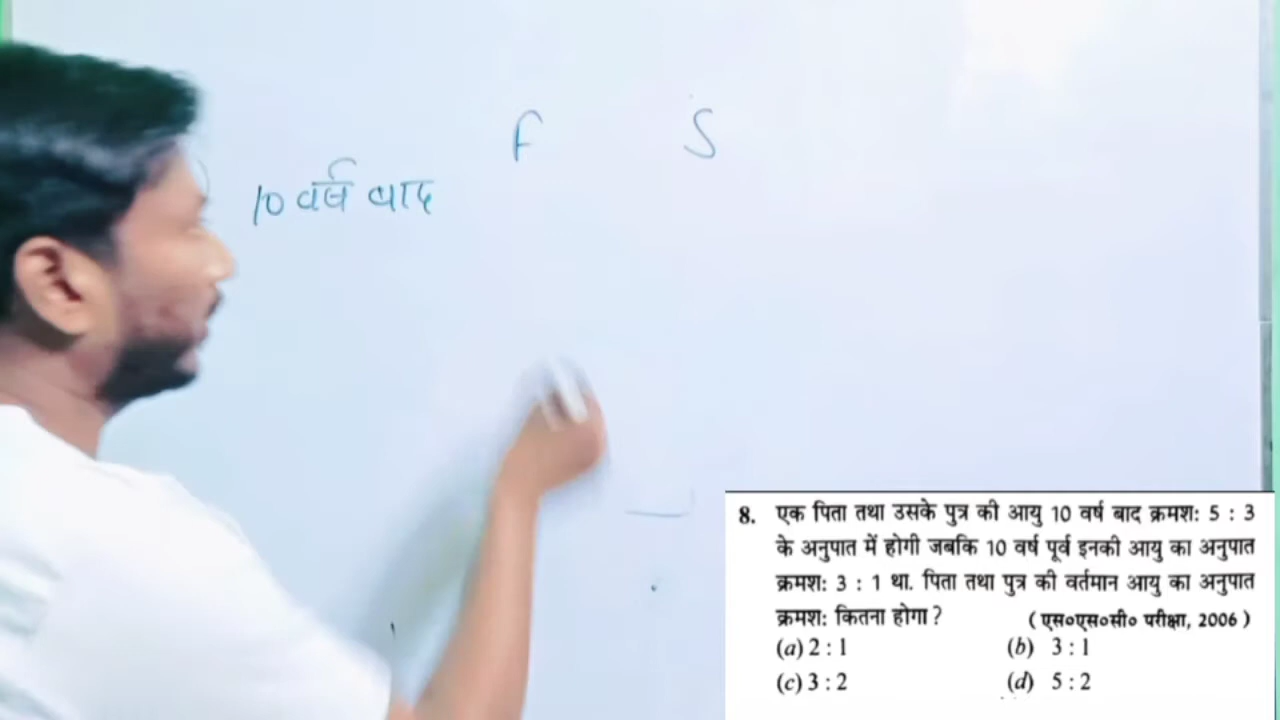 F S
10 वर्ष बाद
8. एक पिता तथा उसके पुत्र की आयु 10 वर्ष बाद क्रमश: 5 : 3
के अनुपात में होगी जबकि 10 वर्ष पूर्व इनकी आयु का अनुपात
क्रमश: 3 : 1 था. पिता तथा पुत्र की वर्तमान आयु का अनुपात
क्रमश: कितना होगा ? (एस०एस०सी० परीक्षा, 2006)
(a) 2 : 1 (b) 3 : 1
(c) 3 : 2 (d) 5 : 2